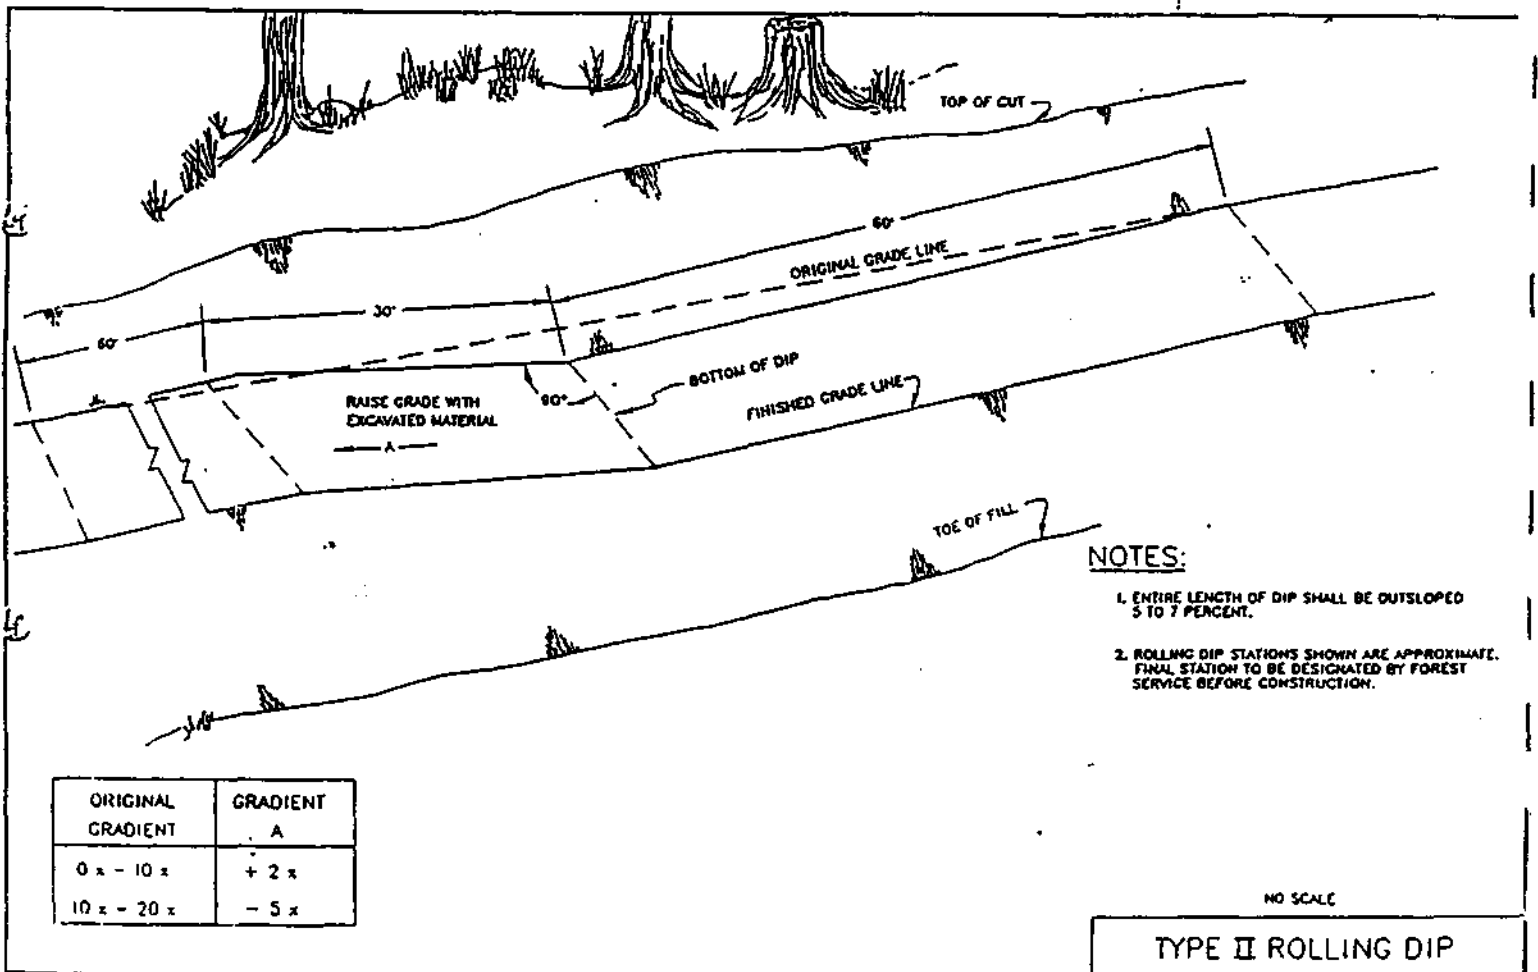 TOP OF CUT
60'
ORIGINAL GRADE LINE
30'
60'
BOTTOM OF DIP
90°
FINISHED GRADE LINE
RAISE GRADE WITH
EXCAVATED MATERIAL
A
TOE OF FILL
NOTES:
1. ENTIRE LENGTH OF DIP SHALL BE OUTSLOPED
5 TO 7 PERCENT.
2. ROLLING DIP STATIONS SHOWN ARE APPROXIMATE.
FINAL STATION TO BE DESIGNATED BY FOREST
SERVICE BEFORE CONSTRUCTION.
ORIGINAL GRADIENT
GRADIENT A
0 % - 10 % + 2 %
10 % - 20 % - 5 %
NO SCALE
TYPE II ROLLING DIP